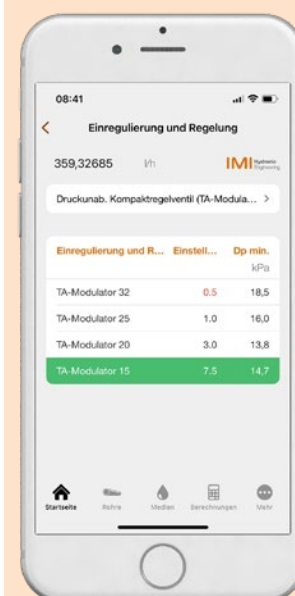 08:41
Einregulierung und Regelung
359,32685 l/h IMI Hydronic Engineering
Druckunab. Kompaktregelventil (TA-Modula... >
Einregulierung und R... Einstell... Dp min.
kPa
TA-Modulator 32 0.5 18,5
TA-Modulator 25 1.0 16,0
TA-Modulator 20 3.0 13,8
TA-Modulator 15 7.5 14,7
Startseite Rohre Medien Berechnungen Mehr